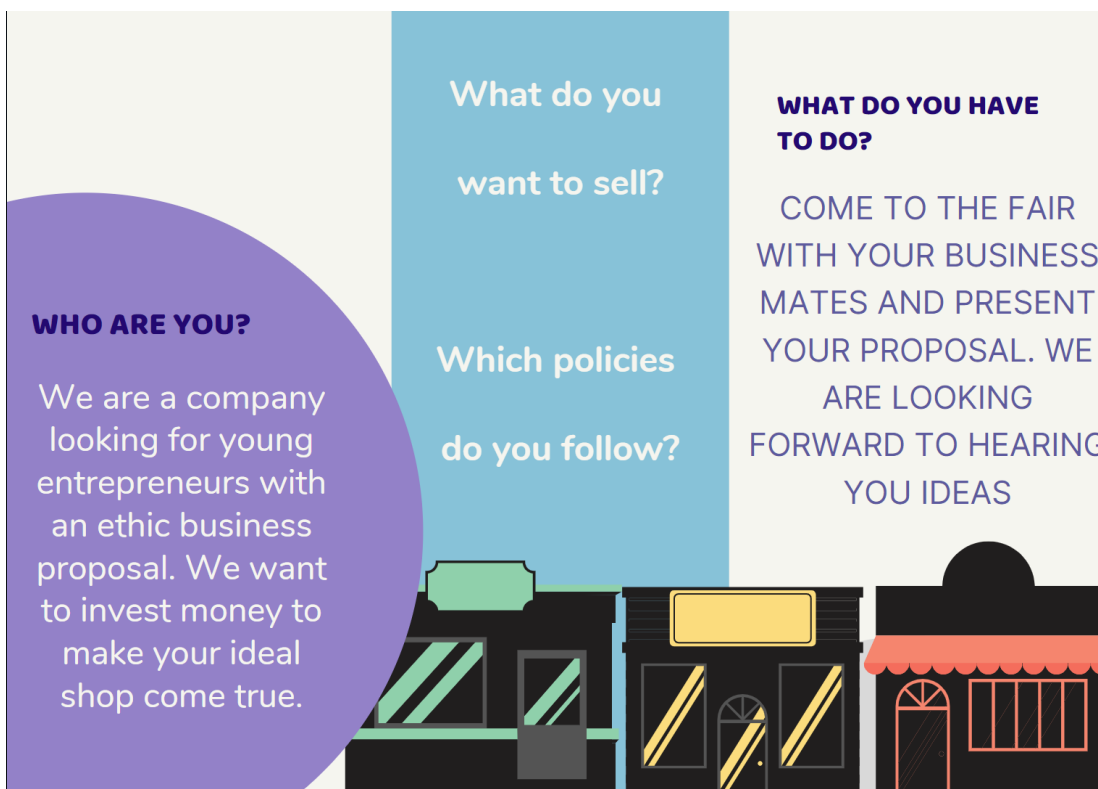 WHO ARE YOU?
We are a company
looking for young
entrepreneurs with
an ethic business
proposal. We want
to invest money to
make your ideal
shop come true.
What do you
want to sell?
Which policies
do you follow?
WHAT DO YOU HAVE
TO DO?
COME TO THE FAIR
WITH YOUR BUSINESS
MATES AND PRESENT
YOUR PROPOSAL. WE
ARE LOOKING
FORWARD TO HEARING
YOU IDEAS